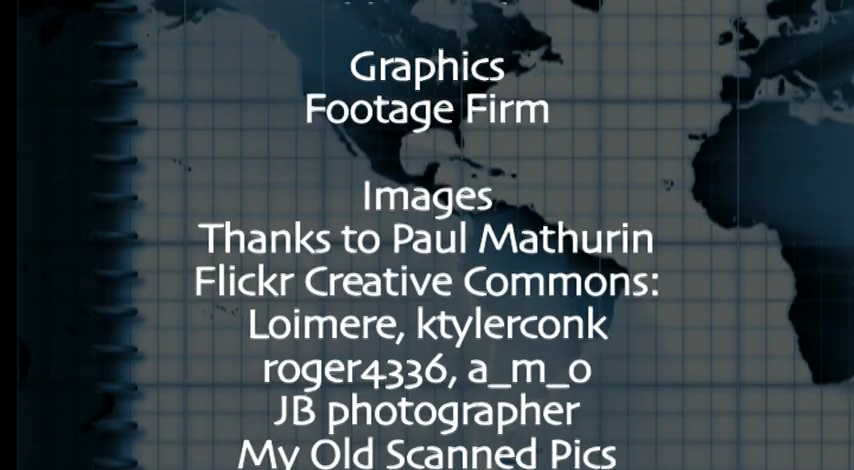 Graphics
Footage Firm
Images
Thanks to Paul Mathurin
Flickr Creative Commons:
Loimere, ktylerconk
roger4336, a_m_o
JB photographer
My Old Scanned Pics